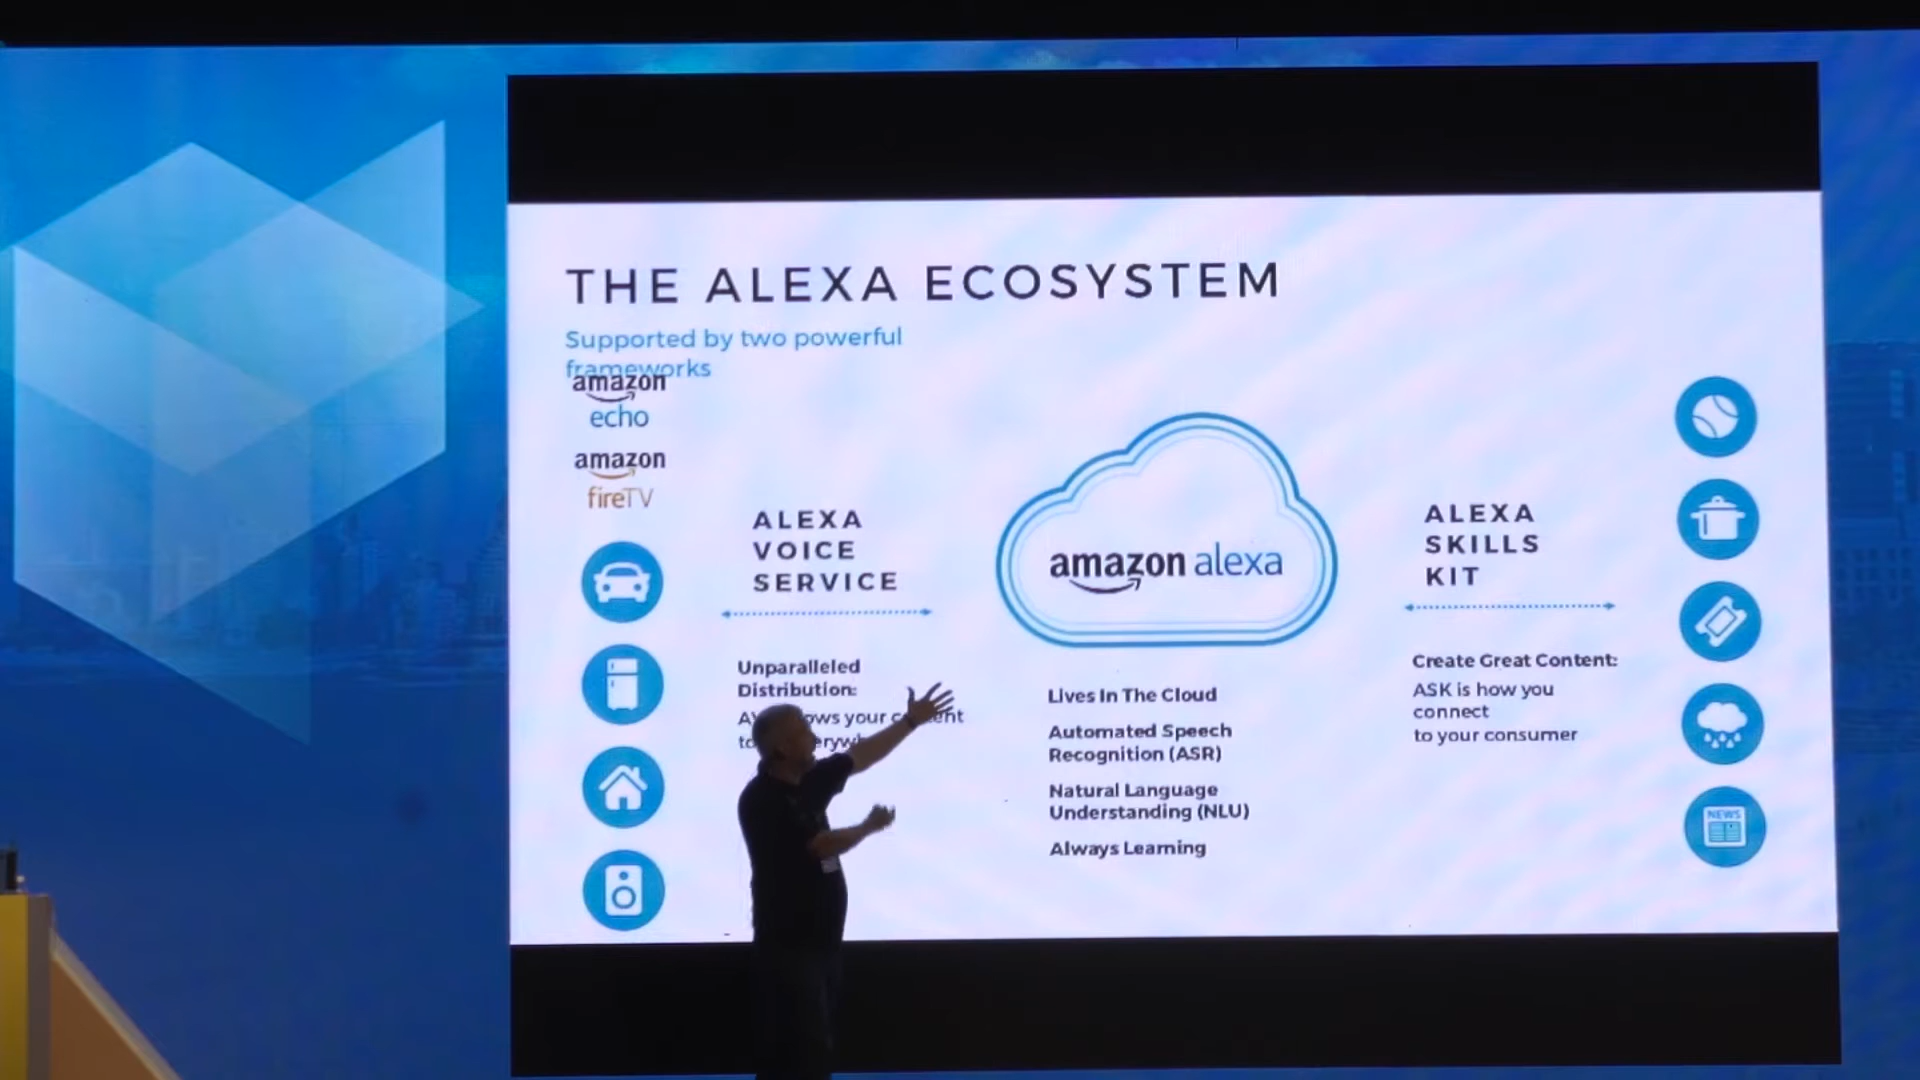 THE ALEXA ECOSYSTEM
Supported by two powerful
frameworks
amazon
echo
amazon
fireTV
ALEXA
VOICE
SERVICE
Unparalleled
Distribution:
your
amazon alexa
Lives In The Cloud
Automated Speech
Recognition (ASR)
Natural Language
Understanding (NLU)
Always Learning
ALEXA
SKILLS
KIT
Create Great Content:
ASK is how you
connect
to your consumer
NEWS